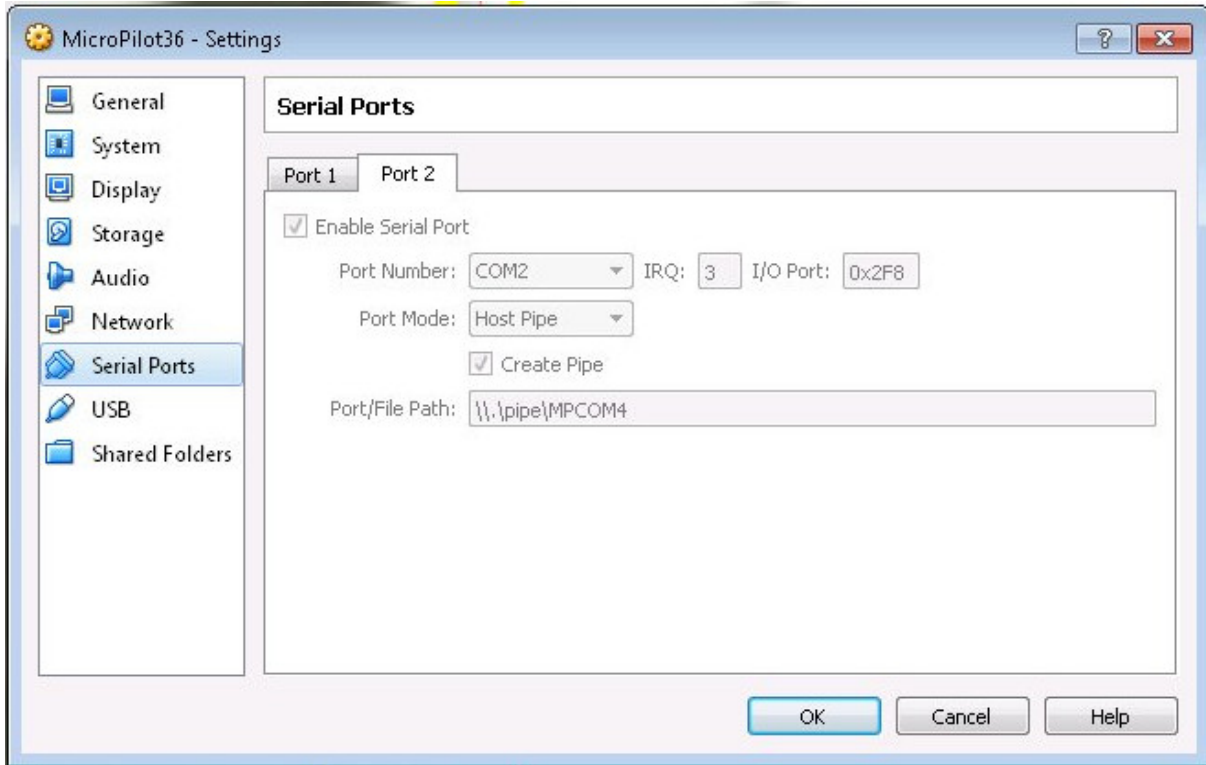 MicroPilot36 - Settings
General
System
Display
Storage
Audio
Network
Serial Ports
USB
Shared Folders
Serial Ports
Port 1 Port 2
Enable Serial Port
Port Number: COM2 IRQ: 3 I/O Port: 0x2F8
Port Mode: Host Pipe
Create Pipe
Port/File Path: \\.\pipe\MPCOM4
OK Cancel Help